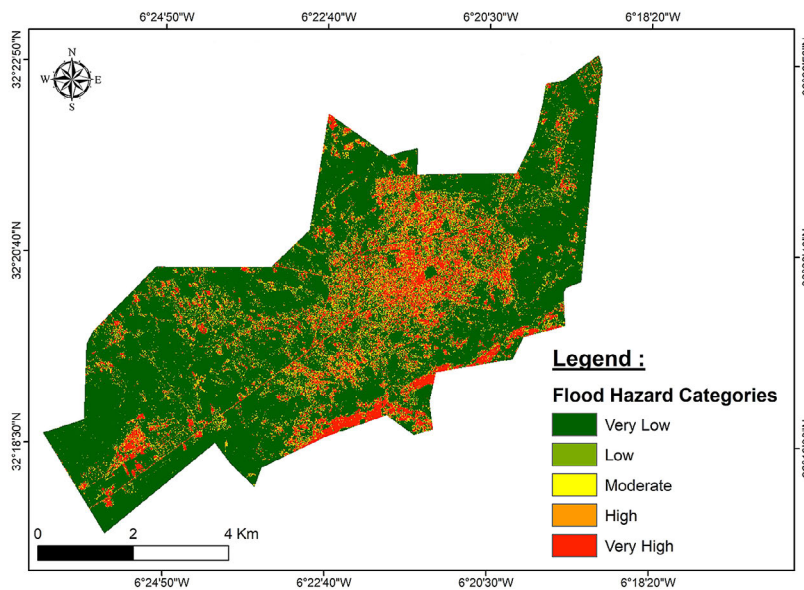 6°24'50"W 6°22'40"W 6°20'30"W 6°18'20"W
32°22'50"N
N
W E
S
32°20'40"N
32°18'30"N
Legend :
Flood Hazard Categories
Very Low
Low
Moderate
High
Very High
0 2 4 Km
6°24'50"W 6°22'40"W 6°20'30"W 6°18'20"W